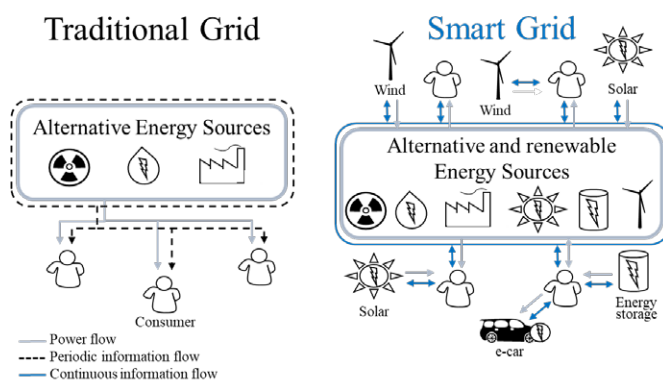 Traditional Grid
Smart Grid
Wind
Wind
Solar
Alternative Energy Sources
Alternative and renewable
Energy Sources
Consumer
Solar
Energy
storage
e-car
Power flow
Periodic information flow
Continuous information flow